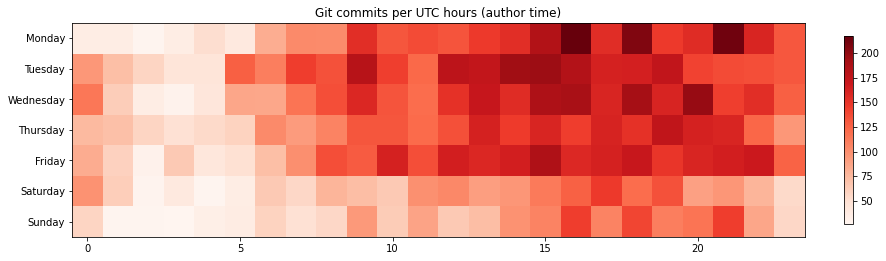 Git commits per UTC hours (author time)
Monday
Tuesday
Wednesday
Thursday
Friday
Saturday
Sunday
0 5 10 15 20
200
175
150
125
100
75
50